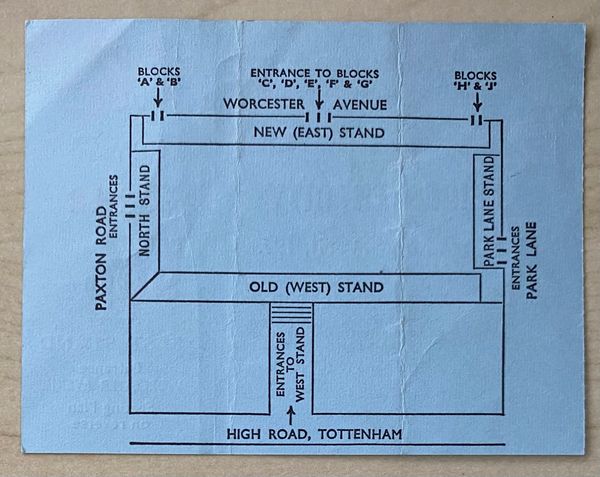 BLOCKS
'A' & 'B'
ENTRANCE TO BLOCKS
'C', 'D', 'E', 'F' & 'G'
BLOCKS
'H' & 'J'
WORCESTER AVENUE
NEW (EAST) STAND
PAXTON ROAD
ENTRANCES
NORTH STAND
PARK LANE STAND
ENTRANCES
PARK LANE
OLD (WEST) STAND
ENTRANCES
TO
WEST STAND
HIGH ROAD, TOTTENHAM